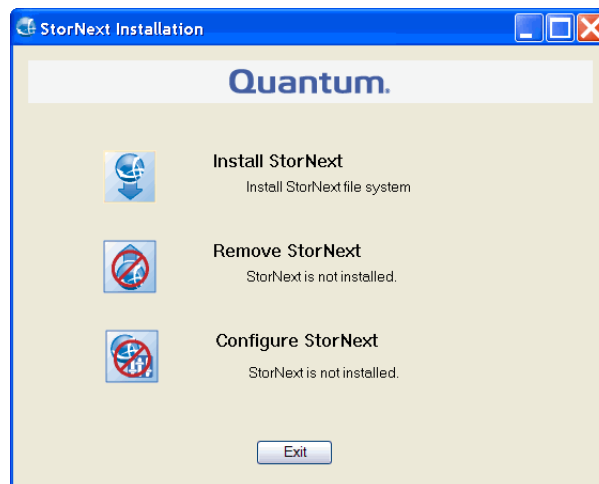 StorNext Installation
Quantum.
Install StorNext
Install StorNext file system
Remove StorNext
StorNext is not installed.
Configure StorNext
StorNext is not installed.
Exit